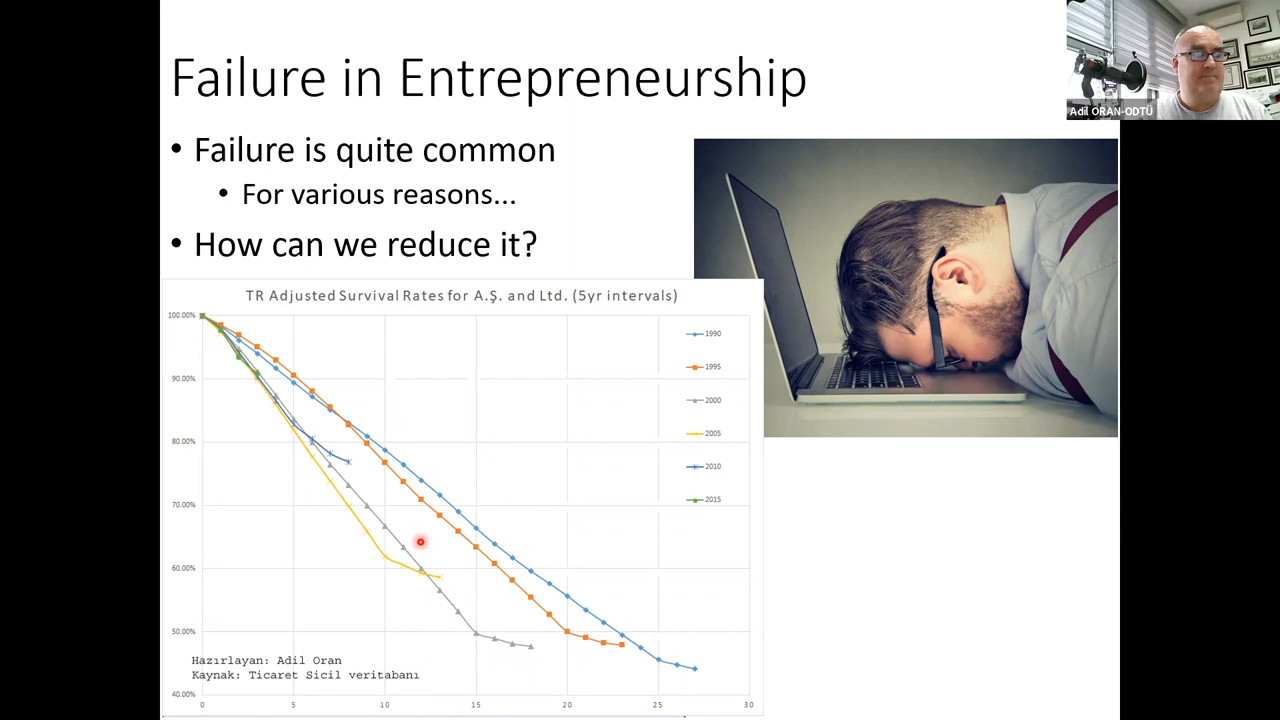 Failure in Entrepreneurship
Adil ORAN-ODTÜ
• Failure is quite common
• For various reasons...
• How can we reduce it?
TR Adjusted Survival Rates for A.Ş. and Ltd. (5yr intervals)
100.00%
90.00%
80.00%
70.00%
60.00%
50.00%
40.00%
1990
1995
2000
2005
2010
2015
Hazırlayan: Adil Oran
Kaynak: Ticaret Sicil veritabanı
0 5 10 15 20 25 30